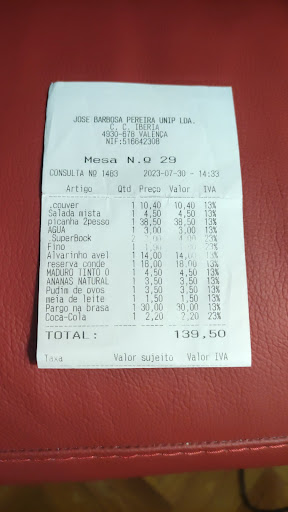 JOSE BARBOSA PEREIRA UNIP LDA.
C. C. IBERIA
4930-678 VALENÇA
NIF:516642308
Mesa N.º 29
CONSULTA Nº 1483 2023-07-30 - 14:33
Artigo Qtd Preço Valor IVA
.couver 1 10,40 10,40 13%
Salada mista 1 4,50 4,50 13%
picanha 2pesso 1 38,50 38,50 13%
AGUA 1 3,00 3,00 13%
.SuperBock 23%
Fino 23%
Alvarinho avel 1 14,00 14,00 13%
reserva conde 1 18,00 18,00 13%
MADURO TINTO 0 1 4,50 4,50 13%
ANANAS NATURAL 1 3,50 3,50 13%
Pudim de ovos 1 3,50 3,50 13%
meia de leite 1 1,50 1,50 13%
Pargo na brasa 1 30,00 30,00 13%
Coca-Cola 1 2,20 2,20 23%
TOTAL: 139,50
Taxa Valor sujeito Valor IVA